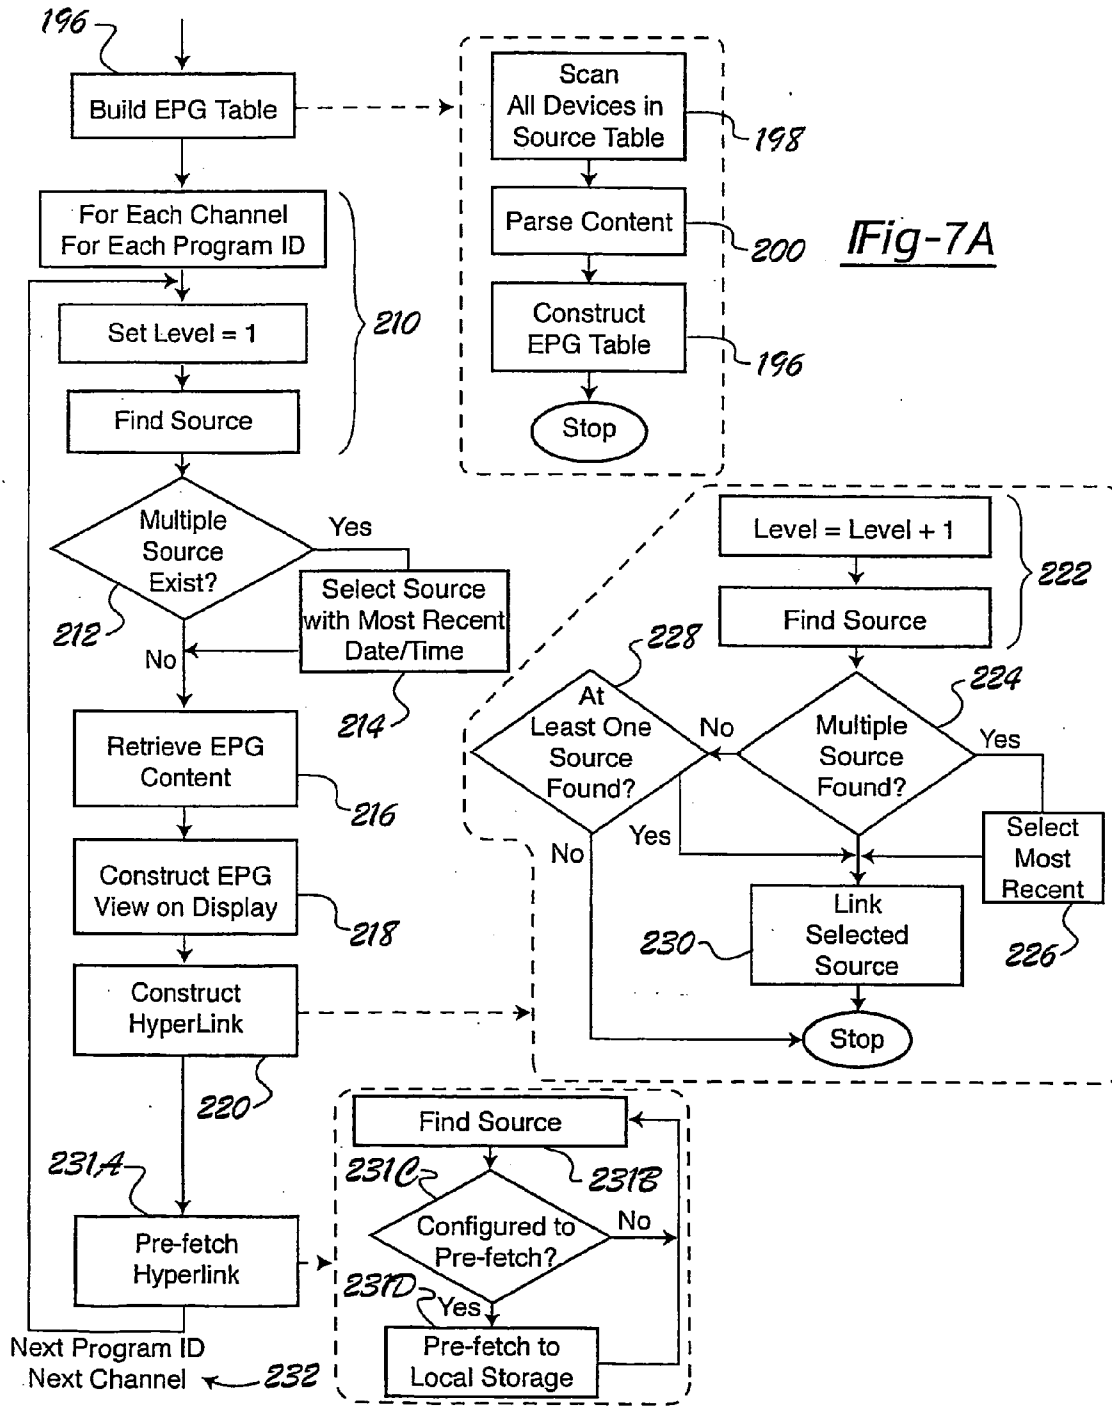 196
Build EPG Table
For Each Channel
For Each Program ID
Set Level = 1
Find Source
210
Multiple
Source
Exist?
Yes
212
No
Select Source
with Most Recent
Date/Time
214
Retrieve EPG
Content
216
Construct EPG
View on Display
218
Construct
HyperLink
220
231A
Pre-fetch
Hyperlink
Next Program ID
Next Channel
232
Scan
All Devices in
Source Table
198
Parse Content
200
Construct
EPG Table
196
Stop
Fig-7A
Level = Level + 1
Find Source
222
224
Multiple
Source
Found?
Yes
No
228
At
Least One
Source
Found?
Yes
No
Select
Most
Recent
226
Link
Selected
Source
230
Stop
Find Source
231B
231C
Configured to
Pre-fetch?
No
231D
Yes
Pre-fetch to
Local Storage